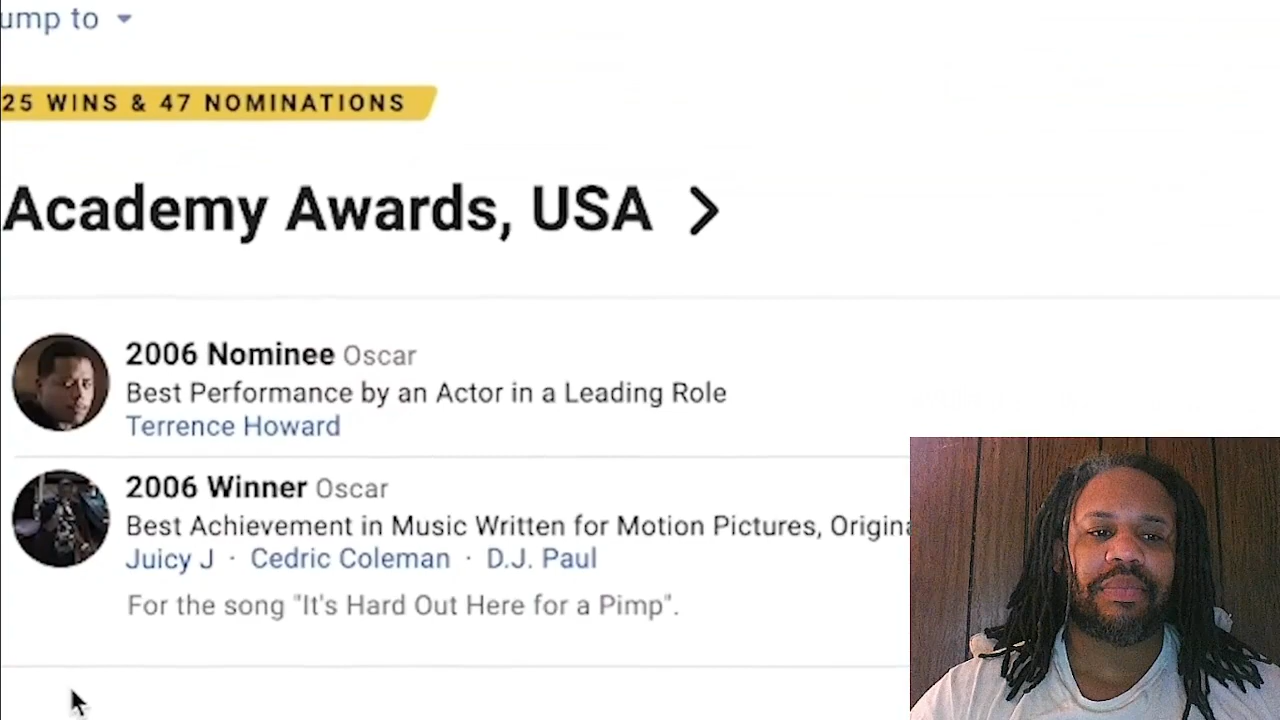 ump to
25 WINS & 47 NOMINATIONS
Academy Awards, USA
2006 Nominee Oscar
Best Performance by an Actor in a Leading Role
Terrence Howard
2006 Winner Oscar
Best Achievement in Music Written for Motion Pictures, Origina
Juicy J · Cedric Coleman · D.J. Paul
For the song "It's Hard Out Here for a Pimp".